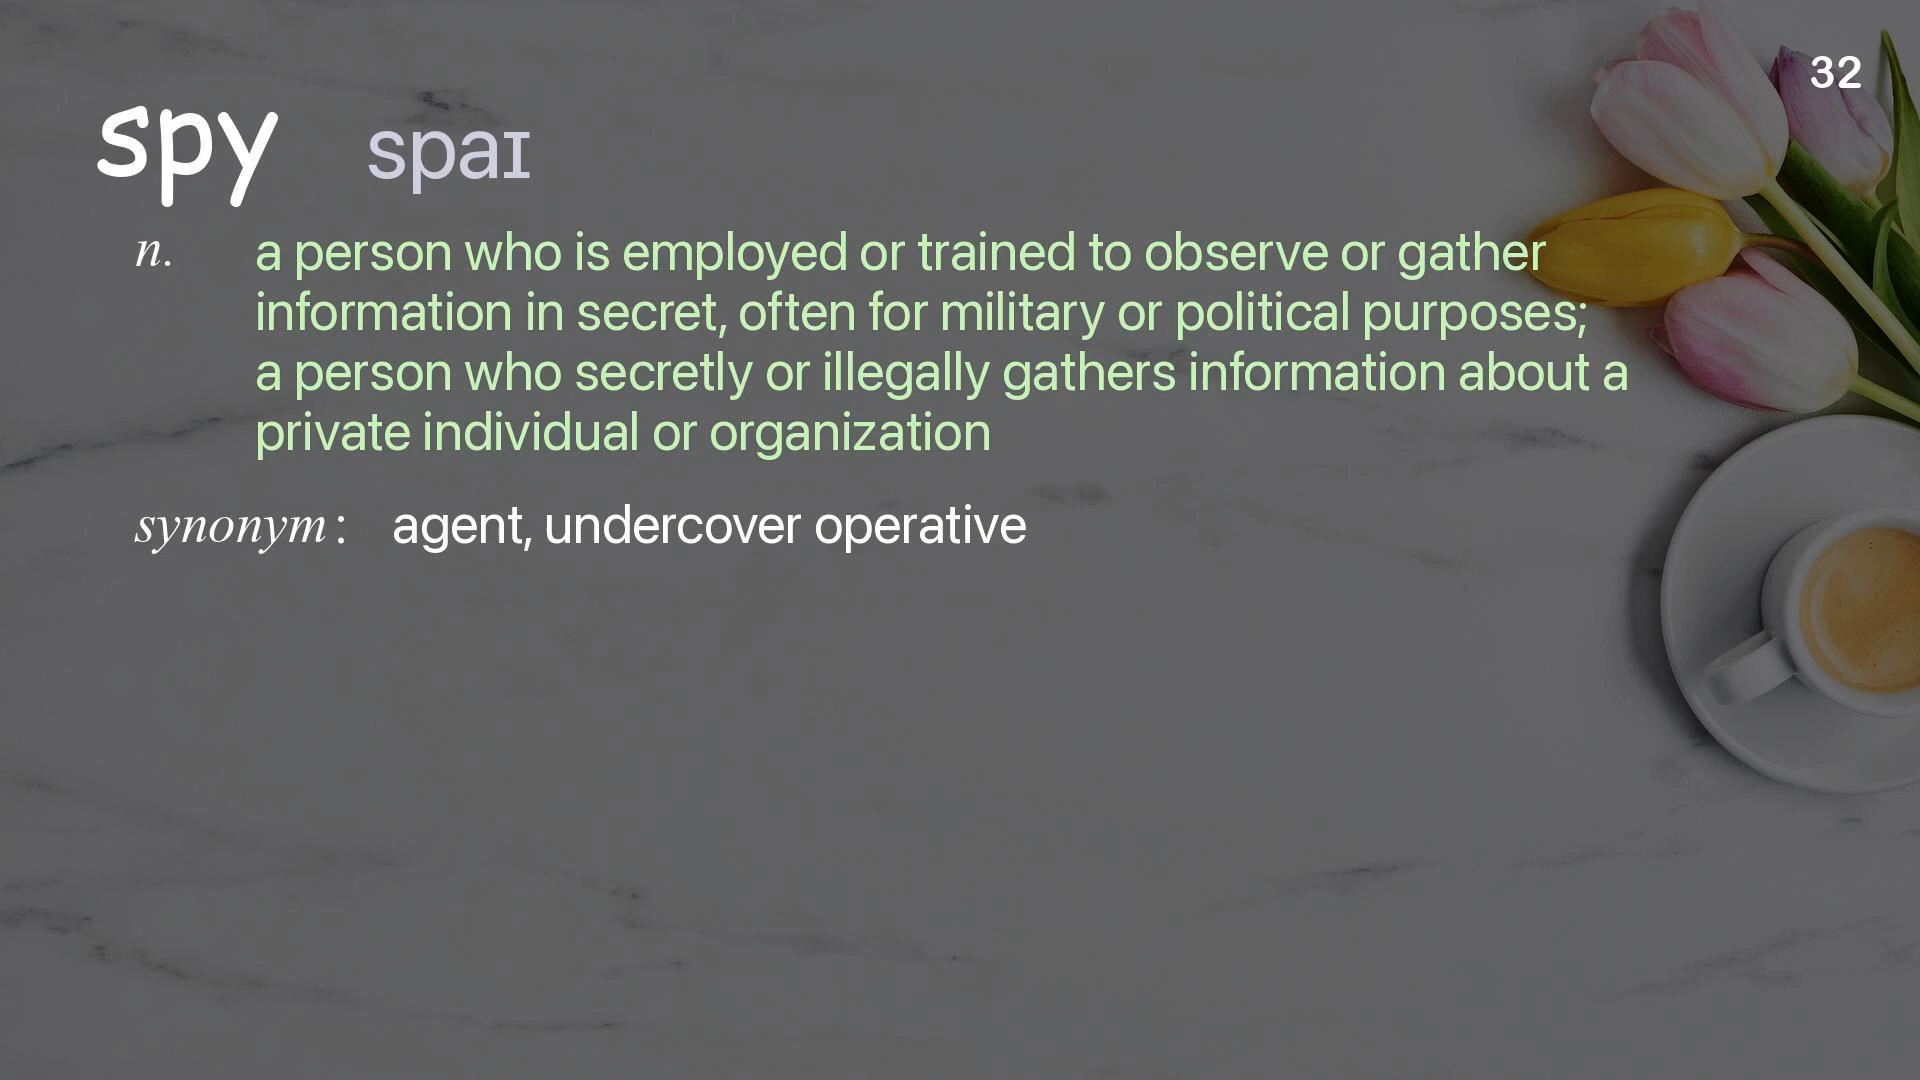 32
spy spaɪ
n. a person who is employed or trained to observe or gather
information in secret, often for military or political purposes;
a person who secretly or illegally gathers information about a
private individual or organization
synonym: agent, undercover operative